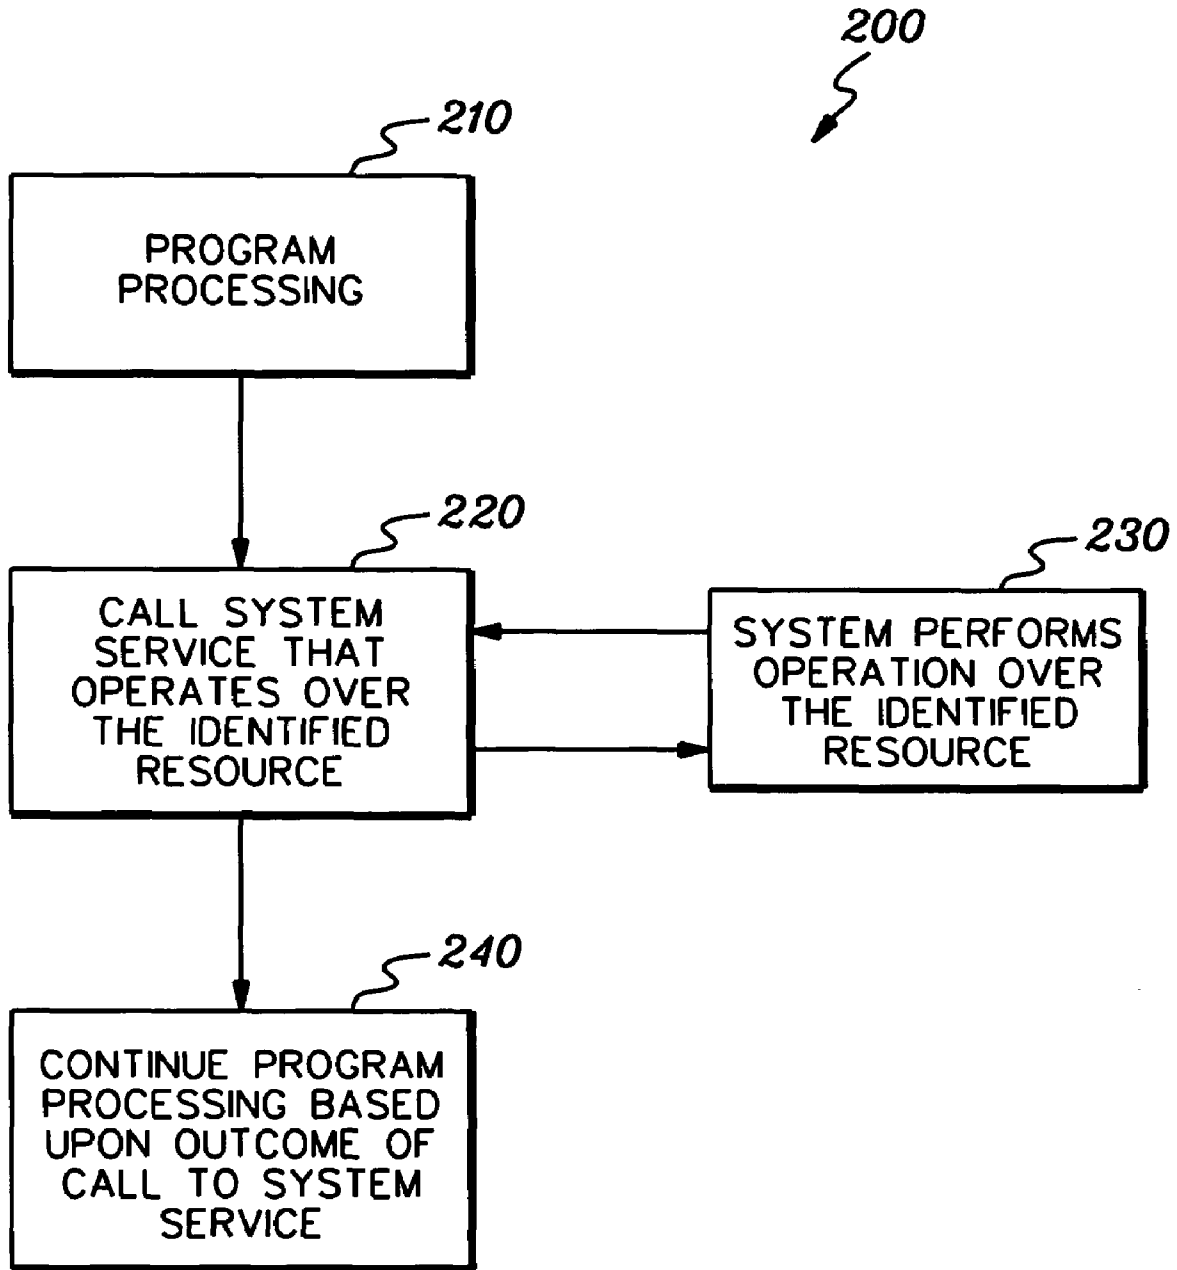 200
210
PROGRAM
PROCESSING
220
CALL SYSTEM
SERVICE THAT
OPERATES OVER
THE IDENTIFIED
RESOURCE
230
SYSTEM PERFORMS
OPERATION OVER
THE IDENTIFIED
RESOURCE
240
CONTINUE PROGRAM
PROCESSING BASED
UPON OUTCOME OF
CALL TO SYSTEM
SERVICE